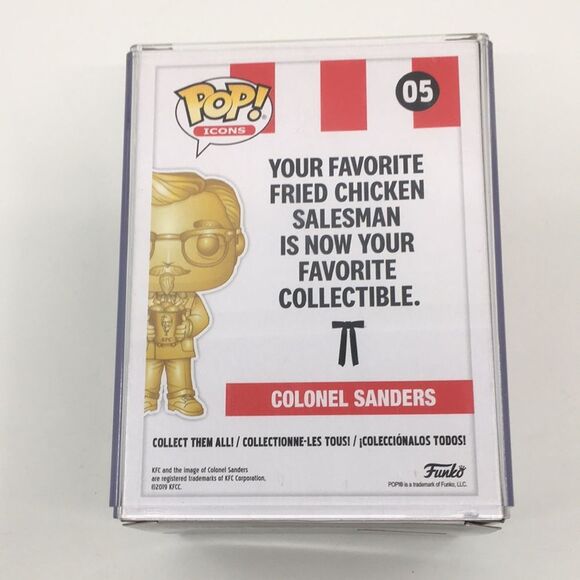 POP!
ICONS
05
YOUR FAVORITE
FRIED CHICKEN
SALESMAN
IS NOW YOUR
FAVORITE
COLLECTIBLE.
KFC
COLONEL SANDERS
COLLECT THEM ALL! / COLLECTIONNE-LES TOUS! / ¡COLECCIÓNALOS TODOS!
KFC and the image of Colonel Sanders
are registered trademarks of KFC Corporation.
©2019 KFCC.
Funko
POP!® is a trademark of Funko, LLC.